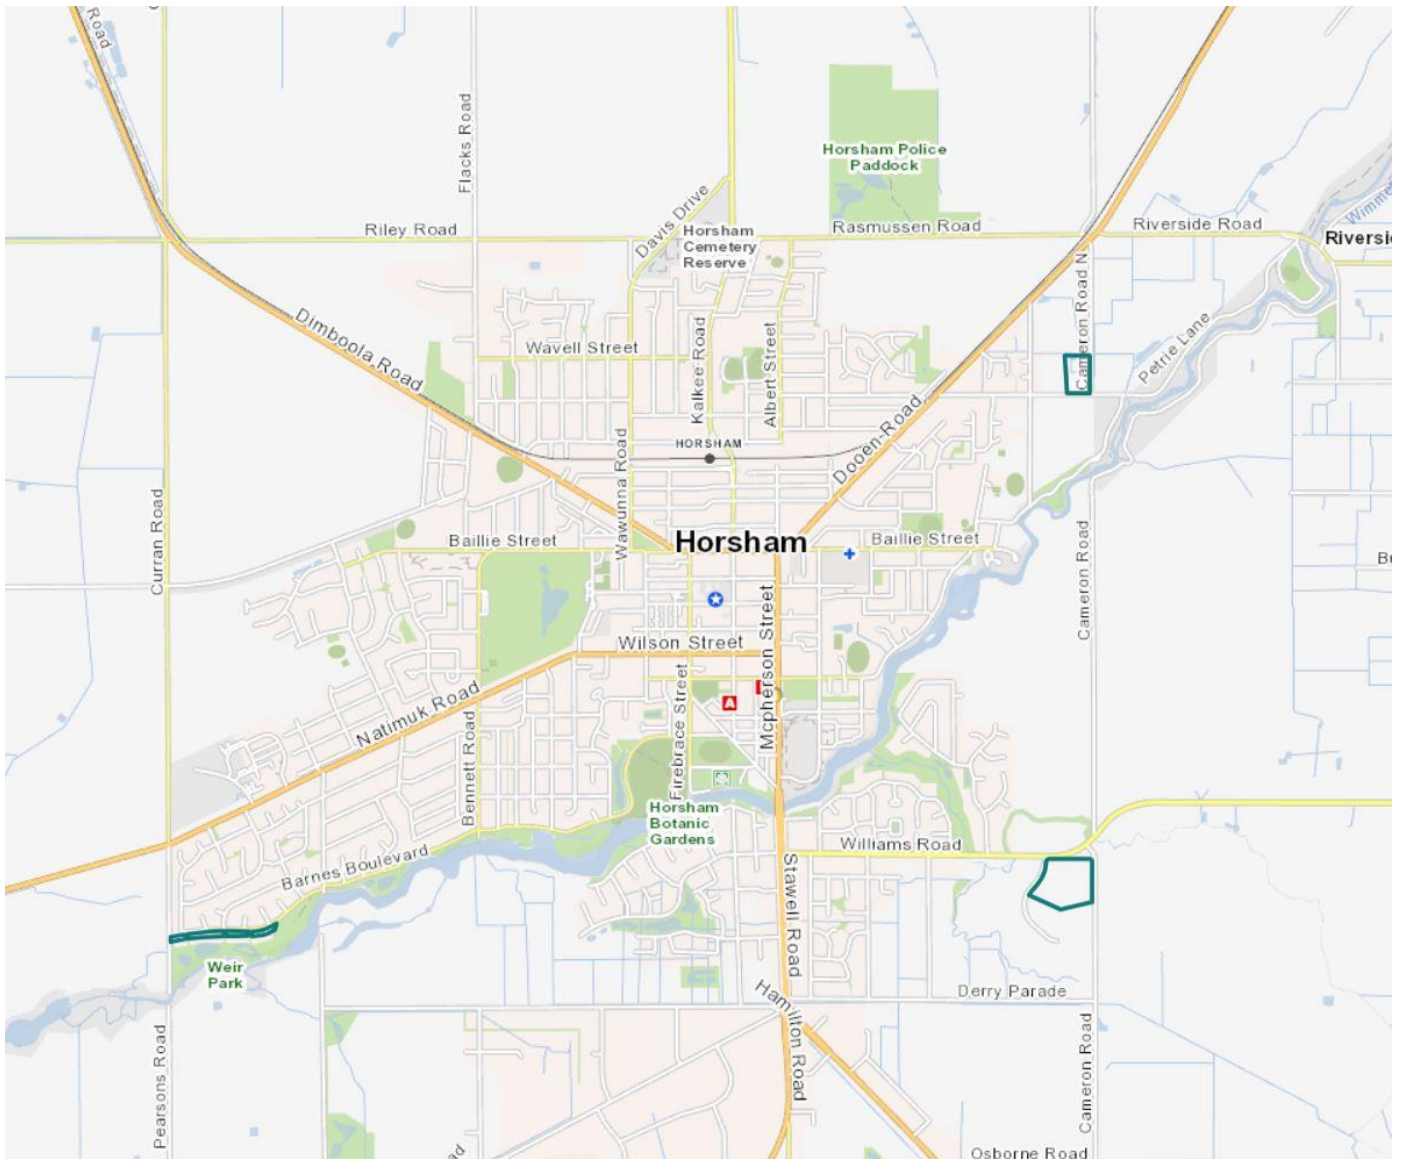 Road
Flacks Road
Horsham Police
Paddock
Davis Drive
Riley Road
Horsham
Cemetery
Reserve
Rasmussen Road
Riverside Road
Cameron Road N
Petrie Lane
Dimboola Road
Wavell Street
Kalkee Road
Albert Street
HORSHAM
Dooen Road
Wawunna Road
Curran Road
Baillie Street
Horsham
Baillie Street
Cameron Road
Mcpherson Street
Wilson Street
Firebrace Street
A
Natimuk Road
Bennett Road
Horsham
Botanic
Gardens
Barnes Boulevard
Williams Road
Stawell Road
Weir
Park
Derry Parade
Hamilton Road
Pearsons Road
Cameron Road
Osborne Road